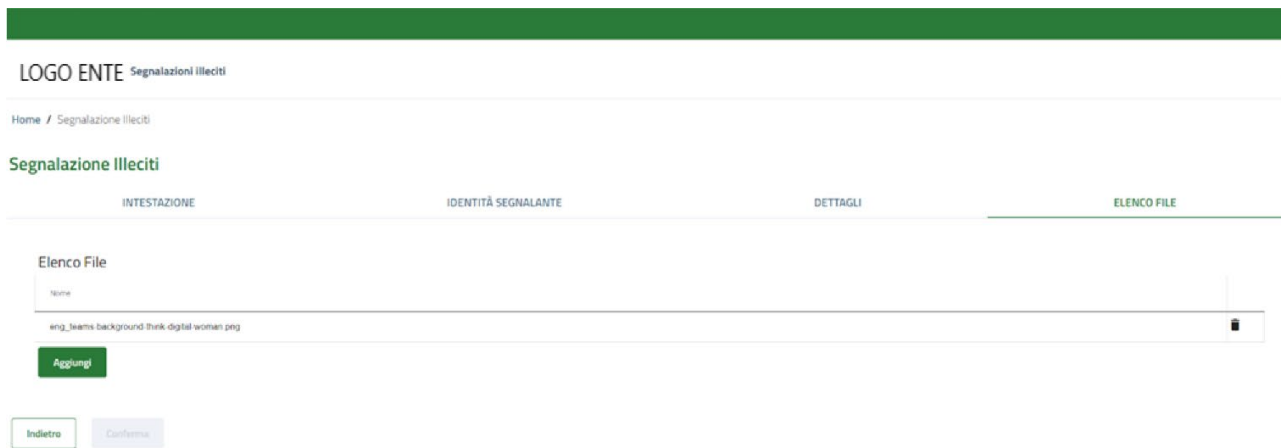 LOGO ENTE Segnalazioni illeciti
Home / Segnalazione Illeciti
Segnalazione Illeciti
INTESTAZIONE IDENTITÀ SEGNALANTE DETTAGLI ELENCO FILE
Elenco File
Nome
eng_teams-background-think-digital-woman.png
Aggiungi
Indietro Conferma